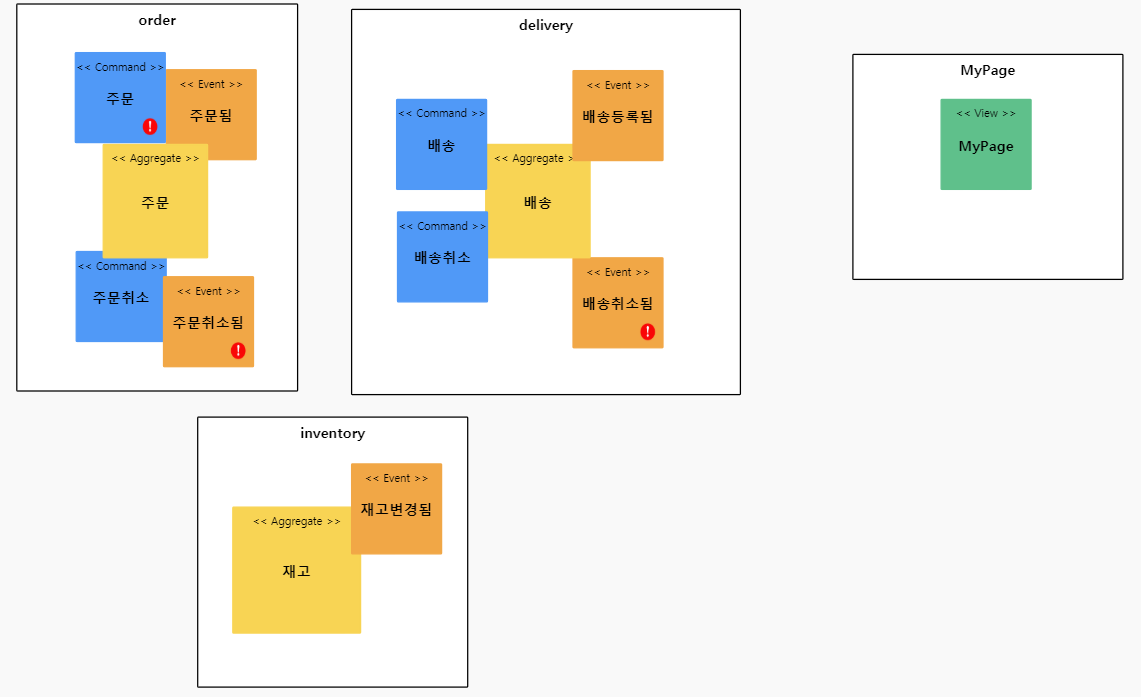 order
<< Command >>
주문
<< Event >>
주문됨
<< Aggregate >>
주문
<< Command >>
주문취소
<< Event >>
주문취소됨
delivery
<< Event >>
배송등록됨
<< Command >>
배송
<< Aggregate >
배송
<< Command >>
배송취소
<< Event >>
배송취소됨
MyPage
<< View >>
MyPage
inventory
<< Event >>
재고변경됨
<< Aggregate >>
재고